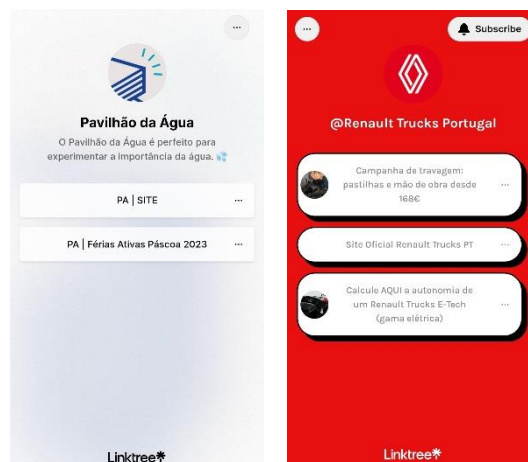 Pavilhão da Água
O Pavilhão da Água é perfeito para
experimentar a importância da água. 💦
PA | SITE
PA | Férias Ativas Páscoa 2023
Linktree*
Subscribe
@Renault Trucks Portugal
Campanha de travagem:
pastilhas e mão de obra desde
168€
Site Oficial Renault Trucks PT
Calcule AQUI a autonomia de
um Renault Trucks E-Tech
(gama elétrica)
Linktree*